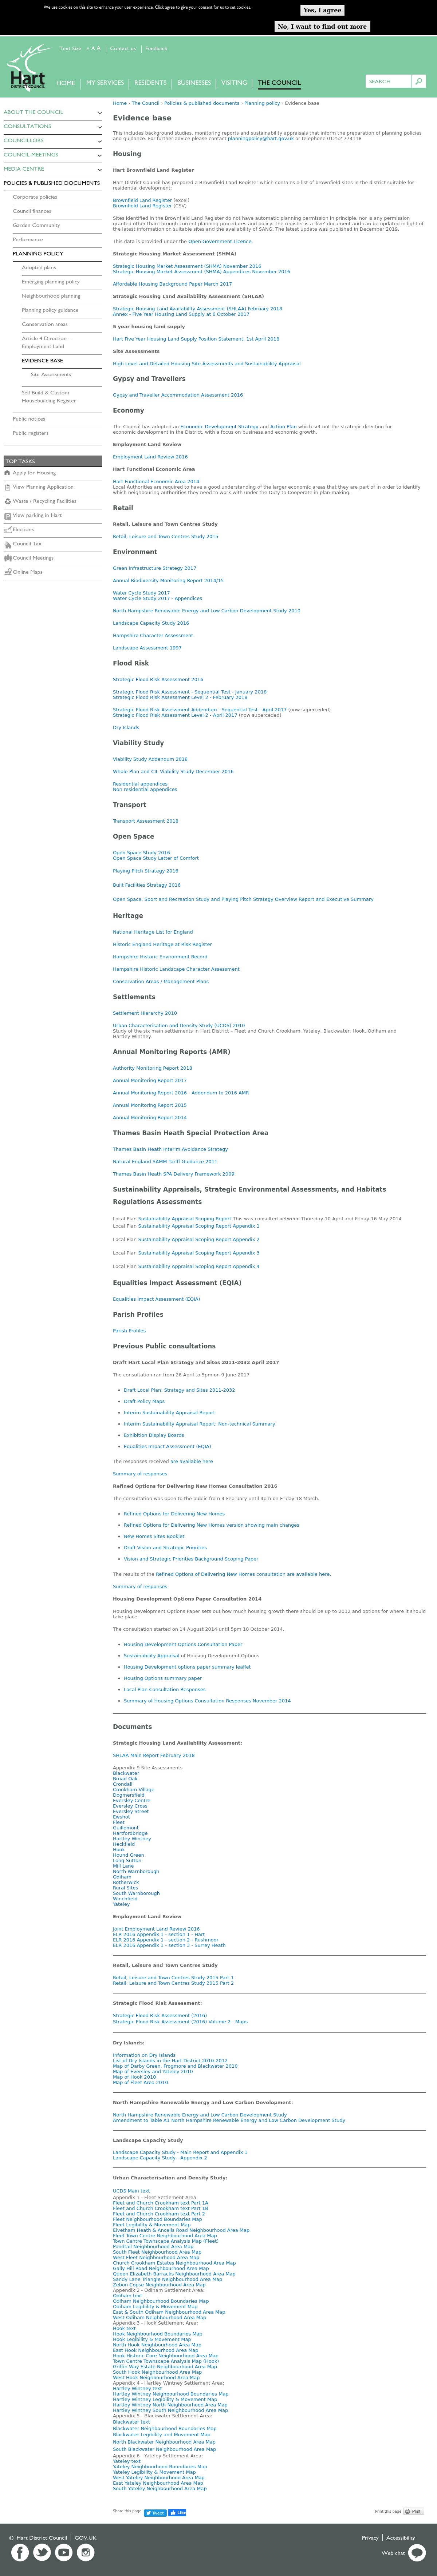 We use cookies on this site to enhance your user experience. Click agree to give your consent for us to set cookies.
Yes, I agree
No, I want to find out more
Text Size A A A Contact us Feedback
Hart
DISTRICT COUNCIL
HOME MY SERVICES RESIDENTS BUSINESSES VISITING THE COUNCIL
SEARCH
ABOUT THE COUNCIL
CONSULTATIONS
COUNCILLORS
COUNCIL MEETINGS
MEDIA CENTRE
POLICIES & PUBLISHED DOCUMENTS
Corporate policies
Council finances
Garden Community
Performance
PLANNING POLICY
Adopted plans
Emerging planning policy
Neighbourhood planning
Planning policy guidance
Conservation areas
Article 4 Direction –
Employment Land
EVIDENCE BASE
Site Assessments
Self Build & Custom
Housebuilding Register
Public notices
Public registers
TOP TASKS
Apply for Housing
View Planning Application
Waste / Recycling Facilities
View parking in Hart
Elections
Council Tax
Council Meetings
Online Maps
Home › The Council › Policies & published documents › Planning policy › Evidence base
Evidence base
This includes background studies, monitoring reports and sustainability appraisals that inform the preparation of planning policies
and guidance. For further advice please contact planningpolicy@hart.gov.uk or telephone 01252 774118
Housing
Hart Brownfield Land Register
Hart District Council has prepared a Brownfield Land Register which contains a list of brownfield sites in the district suitable for
residential development.
Brownfield Land Register (excel)
Brownfield Land Register (CSV)
Sites identified in the Brownfield Land Register do not have automatic planning permission or permission in principle, except where
granted other than through current planning procedures and policy. The register is a 'snapshot' in time and will be updated at least
once a year. The latest version is up to date as of 18 December 2019 when this update was published in December 2019.
This data is provided under the Open Government Licence.
Strategic Housing Market Assessment (SHMA)
Strategic Housing Market Assessment (SHMA) November 2016
Strategic Housing Market Assessment (SHMA) Appendices November 2016
Affordable Housing Background Paper March 2017
Strategic Housing Land Availability Assessment (SHLAA)
Strategic Housing Land Availability Assessment (SHLAA) February 2018
Annex - Five Year Housing Land Supply at 6 October 2017
5 year housing land supply
Hart Five Year Housing Land Supply Position Statement, 1st April 2018
Site Assessments
High Level and Detailed Housing Site Assessments and Sustainability Appraisal
Gypsy and Travellers
Gypsy and Traveller Accommodation Assessment 2016
Economy
The Council has adopted an Economic Development Strategy and Action Plan which set out the strategic direction for
economic development in the District, with a focus on business and economic growth.
Employment Land Review
Employment Land Review 2016
Hart Functional Economic Area
Hart Functional Economic Area 2014
Local Authorities are required to have a good understanding of the larger economic areas that they are part of in order to identify
which neighbouring authorities they need to work with under the Duty to Cooperate in plan-making.
Retail
Retail, Leisure and Town Centres Study
Retail, Leisure and Town Centres Study 2015
Environment
Green Infrastructure Strategy 2017
Annual Biodiversity Monitoring Report 2014/15
Water Cycle Study 2017
Water Cycle Study 2017 - Appendices
North Hampshire Renewable Energy and Low Carbon Development Study 2010
Landscape Capacity Study 2016
Hampshire Character Assessment
Landscape Assessment 1997
Flood Risk
Strategic Flood Risk Assessment 2016
Strategic Flood Risk Assessment - Sequential Test - January 2018
Strategic Flood Risk Assessment Level 2 - February 2018
Strategic Flood Risk Assessment Addendum - Sequential Test - April 2017 (now superceded)
Strategic Flood Risk Assessment Level 2 - April 2017 (now superceded)
Dry Islands
Viability Study
Viability Study Addendum 2018
Whole Plan and CIL Viability Study December 2016
Residential appendices
Non residential appendices
Transport
Transport Assessment 2018
Open Space
Open Space Study 2016
Open Space Study Letter of Comfort
Playing Pitch Strategy 2016
Built Facilities Strategy 2016
Open Space, Sport and Recreation Study and Playing Pitch Strategy Overview Report and Executive Summary
Heritage
National Heritage List for England
Historic England Heritage at Risk Register
Hampshire Historic Environment Record
Hampshire Historic Landscape Character Assessment
Conservation Areas / Management Plans
Settlements
Settlement Hierarchy 2010
Urban Characterisation and Density Study (UCDS) 2010
Study of the six main settlements in Hart District – Fleet and Church Crookham, Yateley, Blackwater, Hook, Odiham and
Hartley Wintney.
Annual Monitoring Reports (AMR)
Authority Monitoring Report 2018
Annual Monitoring Report 2017
Annual Monitoring Report 2016 - Addendum to 2016 AMR
Annual Monitoring Report 2015
Annual Monitoring Report 2014
Thames Basin Heath Special Protection Area
Thames Basin Heath Interim Avoidance Strategy
Natural England SAMM Tariff Guidance 2011
Thames Basin Heath SPA Delivery Framework 2009
Sustainability Appraisals, Strategic Environmental Assessments, and Habitats
Regulations Assessments
Local Plan Sustainability Appraisal Scoping Report This was consulted between Thursday 10 April and Friday 16 May 2014
Local Plan Sustainability Appraisal Scoping Report Appendix 1
Local Plan Sustainability Appraisal Scoping Report Appendix 2
Local Plan Sustainability Appraisal Scoping Report Appendix 3
Local Plan Sustainability Appraisal Scoping Report Appendix 4
Equalities Impact Assessment (EQIA)
Equalities Impact Assessment (EQIA)
Parish Profiles
Parish Profiles
Previous Public consultations
Draft Hart Local Plan Strategy and Sites 2011-2032 April 2017
The consultation ran from 26 April to 5pm on 9 June 2017
Draft Local Plan: Strategy and Sites 2011-2032
Draft Policy Maps
Interim Sustainability Appraisal Report
Interim Sustainability Appraisal Report: Non-technical Summary
Exhibition Display Boards
Equalities Impact Assessment (EQIA)
The responses received are available here
Summary of responses
Refined Options for Delivering New Homes Consultation 2016
The consultation was open to the public from 4 February until 4pm on Friday 18 March.
Refined Options for Delivering New Homes
Refined Options for Delivering New Homes version showing main changes
New Homes Sites Booklet
Draft Vision and Strategic Priorities
Vision and Strategic Priorities Background Scoping Paper
The results of the Refined Options of Delivering New Homes consultation are available here.
Summary of responses
Housing Development Options Paper Consultation 2014
Housing Development Options Paper sets out how much housing growth there should be up to 2032 and options for where it should
take place.
The consultation started on 14 August 2014 until 5pm 10 October 2014.
Housing Development Options Consultation Paper
Sustainability Appraisal of Housing Development Options
Housing Development options paper summary leaflet
Housing Options summary paper
Local Plan Consultation Responses
Summary of Housing Options Consultation Responses November 2014
Documents
Strategic Housing Land Availability Assessment:
SHLAA Main Report February 2018
Appendix 9 Site Assessments
Blackwater
Broad Oak
Crondall
Crookham Village
Dogmersfield
Eversley Centre
Eversley Cross
Eversley Street
Ewshot
Fleet
Guillemont
Hartfordbridge
Hartley Wintney
Heckfield
Hook
Hound Green
Long Sutton
Mill Lane
North Warnborough
Odiham
Rotherwick
Rural Sites
South Warnborough
Winchfield
Yateley
Employment Land Review
Joint Employment Land Review 2016
ELR 2016 Appendix 1 - section 1 - Hart
ELR 2016 Appendix 1 - section 2 - Rushmoor
ELR 2016 Appendix 1 - section 3 - Surrey Heath
Retail, Leisure and Town Centres Study
Retail, Leisure and Town Centres Study 2015 Part 1
Retail, Leisure and Town Centres Study 2015 Part 2
Strategic Flood Risk Assessment:
Strategic Flood Risk Assessment (2016)
Strategic Flood Risk Assessment (2016) Volume 2 - Maps
Dry Islands:
Information on Dry Islands
List of Dry Islands in the Hart District 2010-2012
Map of Darby Green, Frogmore and Blackwater 2010
Map of Eversley and Yateley 2010
Map of Hook 2010
Map of Fleet Area 2010
North Hampshire Renewable Energy and Low Carbon Development:
North Hampshire Renewable Energy and Low Carbon Development Study
Amendment to Table A1 North Hampshire Renewable Energy and Low Carbon Development Study
Landscape Capacity Study
Landscape Capacity Study - Main Report and Appendix 1
Landscape Capacity Study - Appendix 2
Urban Characterisation and Density Study:
UCDS Main text
Appendix 1 - Fleet Settlement Area:
Fleet and Church Crookham text Part 1A
Fleet and Church Crookham text Part 1B
Fleet and Church Crookham text Part 2
Fleet Neighbourhood Boundaries Map
Fleet Legibility & Movement Map
Elvetham Heath & Ancells Road Neighbourhood Area Map
Fleet Town Centre Neighbourhood Area Map
Town Centre Townscape Analysis Map (Fleet)
Pondtail Neighbourhood Area Map
South Fleet Neighbourhood Area Map
West Fleet Neighbourhood Area Map
Church Crookham Estates Neighbourhood Area Map
Gally Hill Road Neighbourhood Area Map
Queen Elizabeth Barracks Neighbourhood Area Map
Sandy Lane Triangle Neighbourhood Area Map
Zebon Copse Neighbourhood Area Map
Appendix 2 - Odiham Settlement Area:
Odiham text
Odiham Neighbourhood Boundaries Map
Odiham Legibility & Movement Map
East & South Odiham Neighbourhood Area Map
West Odiham Neighbourhood Area Map
Appendix 3 - Hook Settlement Area:
Hook text
Hook Neighbourhood Boundaries Map
Hook Legibility & Movement Map
North Hook Neighbourhood Area Map
East Hook Neighbourhood Area Map
Hook Historic Core Neighbourhood Area Map
Town Centre Townscape Analysis Map (Hook)
Griffin Way Estate Neighbourhood Area Map
South Hook Neighbourhood Area Map
West Hook Neighbourhood Area Map
Appendix 4 - Hartley Wintney Settlement Area:
Hartley Wintney text
Hartley Wintney Neighbourhood Boundaries Map
Hartley Wintney Legibility & Movement Map
Hartley Wintney North Neighbourhood Area Map
Hartley Wintney South Neighbourhood Area Map
Appendix 5 - Blackwater Settlement Area:
Blackwater text
Blackwater Neighbourhood Boundaries Map
Blackwater Legibility and Movement Map
North Blackwater Neighbourhood Area Map
South Blackwater Neighbourhood Area Map
Appendix 6 - Yateley Settlement Area:
Yateley text
Yateley Neighbourhood Boundaries Map
Yateley Legibility & Movement Map
West Yateley Neighbourhood Area Map
East Yateley Neighbourhood Area Map
South Yateley Neighbourhood Area Map
Share this page Tweet Like Print this page Print
© Hart District Council GOV.UK Privacy Accessibility
Web chat